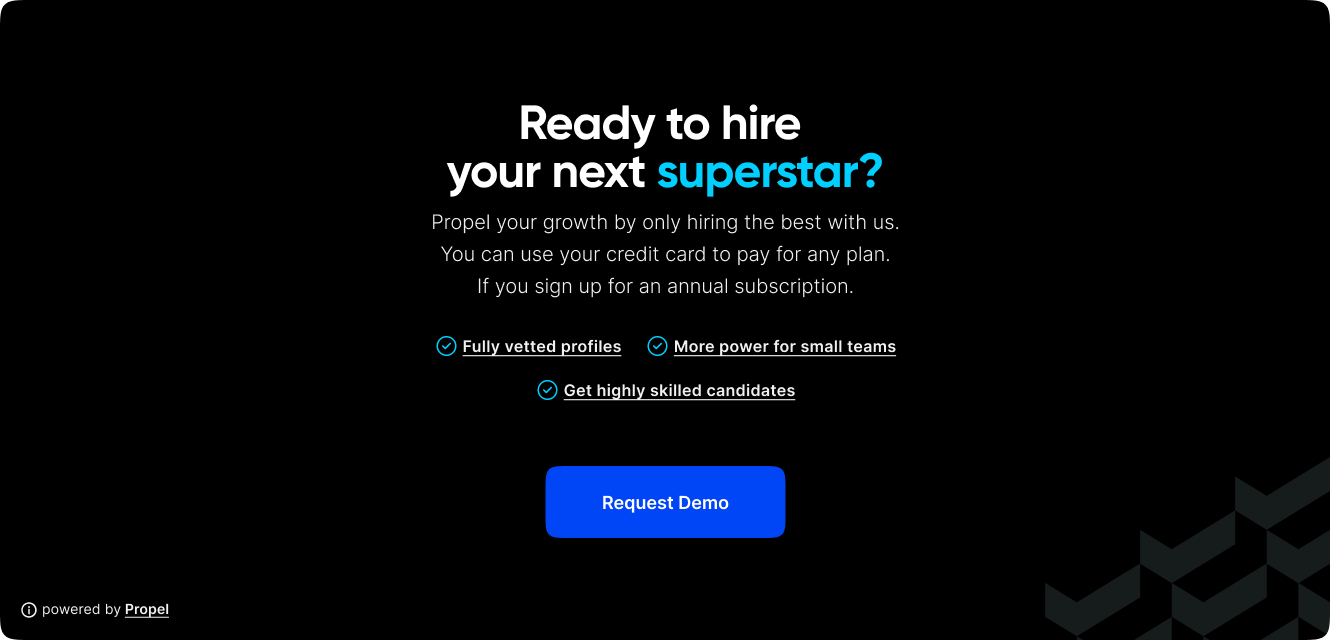 Ready to hire
your next superstar?
Propel your growth by only hiring the best with us.
You can use your credit card to pay for any plan.
If you sign up for an annual subscription.
Fully vetted profiles More power for small teams
Get highly skilled candidates
Request Demo
powered by Propel